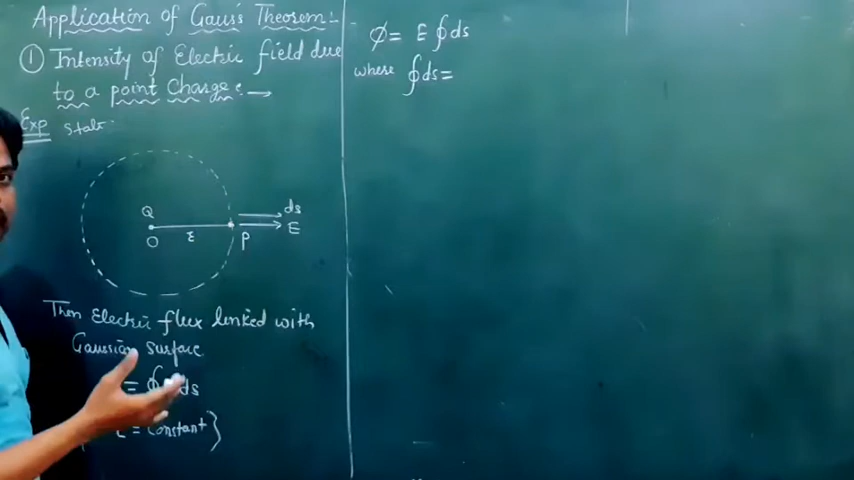 Application of Gauss Theorem:-
① Intensity of Electric field due
to a point Charge :→
Exp
Q
O
r
P
ds
E
Then Electric flux linked with
Gaussian surface
= ∮ ds
= Constant }
ϕ = E ∮ds
where ∮ds =